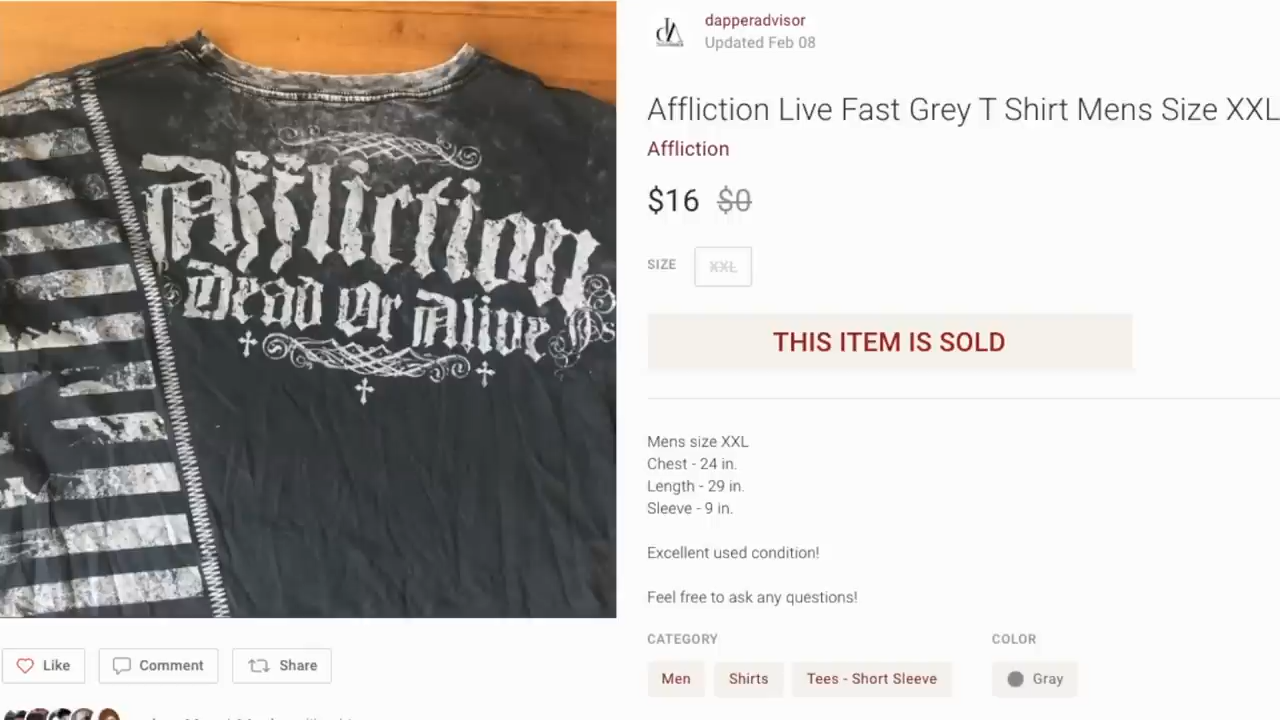 dapperadvisor
Updated Feb 08
Affliction Live Fast Grey T Shirt Mens Size XXL
Affliction
$16 $0
SIZE XXL
THIS ITEM IS SOLD
Mens size XXL
Chest - 24 in.
Length - 29 in.
Sleeve - 9 in.
Excellent used condition!
Feel free to ask any questions!
CATEGORY
Men Shirts Tees - Short Sleeve
COLOR
Gray
Affliction
Dead Or Alive
Like Comment Share